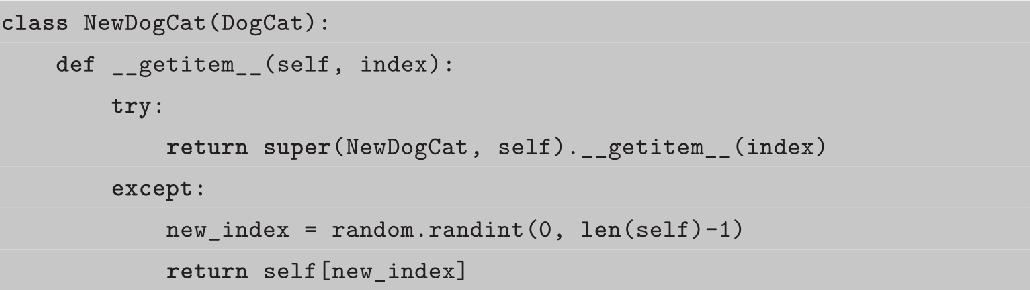 class NewDogCat(DogCat):
    def __getitem__(self, index):
        try:
            return super(NewDogCat, self).__getitem__(index)
        except:
            new_index = random.randint(0, len(self)-1)
            return self[new_index]